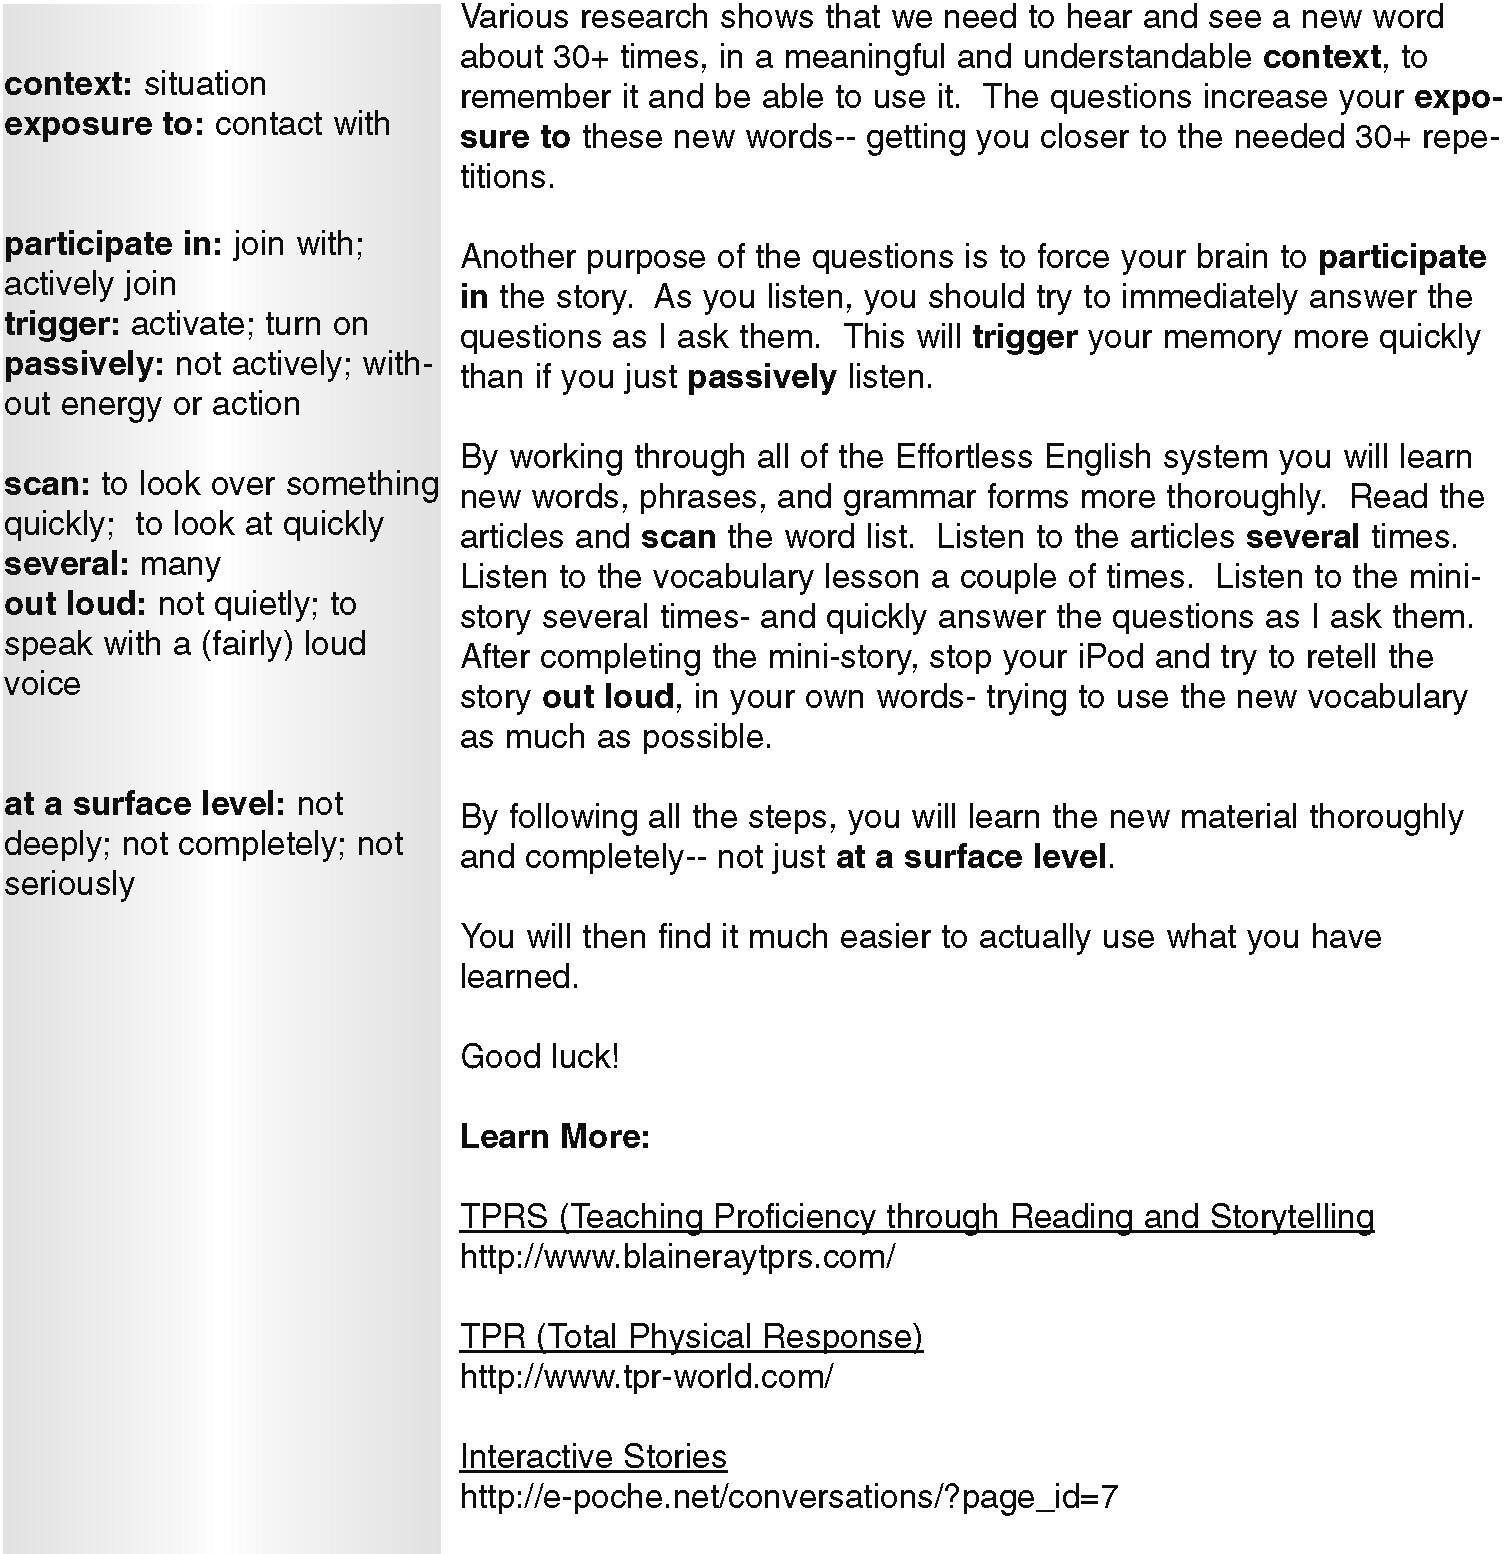 context: situation
exposure to: contact with
participate in: join with;
actively join
trigger: activate; turn on
passively: not actively; with-
out energy or action
scan: to look over something
quickly;  to look at quickly
several: many
out loud: not quietly; to
speak with a (fairly) loud
voice
at a surface level: not
deeply; not completely; not
seriously
Various research shows that we need to hear and see a new word
about 30+ times, in a meaningful and understandable context, to
remember it and be able to use it.  The questions increase your expo-
sure to these new words-- getting you closer to the needed 30+ repe-
titions.
Another purpose of the questions is to force your brain to participate
in the story.  As you listen, you should try to immediately answer the
questions as I ask them.  This will trigger your memory more quickly
than if you just passively listen.
By working through all of the Effortless English system you will learn
new words, phrases, and grammar forms more thoroughly.  Read the
articles and scan the word list.  Listen to the articles several times.
Listen to the vocabulary lesson a couple of times.  Listen to the mini-
story several times- and quickly answer the questions as I ask them.
After completing the mini-story, stop your iPod and try to retell the
story out loud, in your own words- trying to use the new vocabulary
as much as possible.
By following all the steps, you will learn the new material thoroughly
and completely-- not just at a surface level.
You will then find it much easier to actually use what you have
learned.
Good luck!
Learn More:
TPRS (Teaching Proficiency through Reading and Storytelling
http://www.blaineraytprs.com/
TPR (Total Physical Response)
http://www.tpr-world.com/
Interactive Stories
http://e-poche.net/conversations/?page_id=7